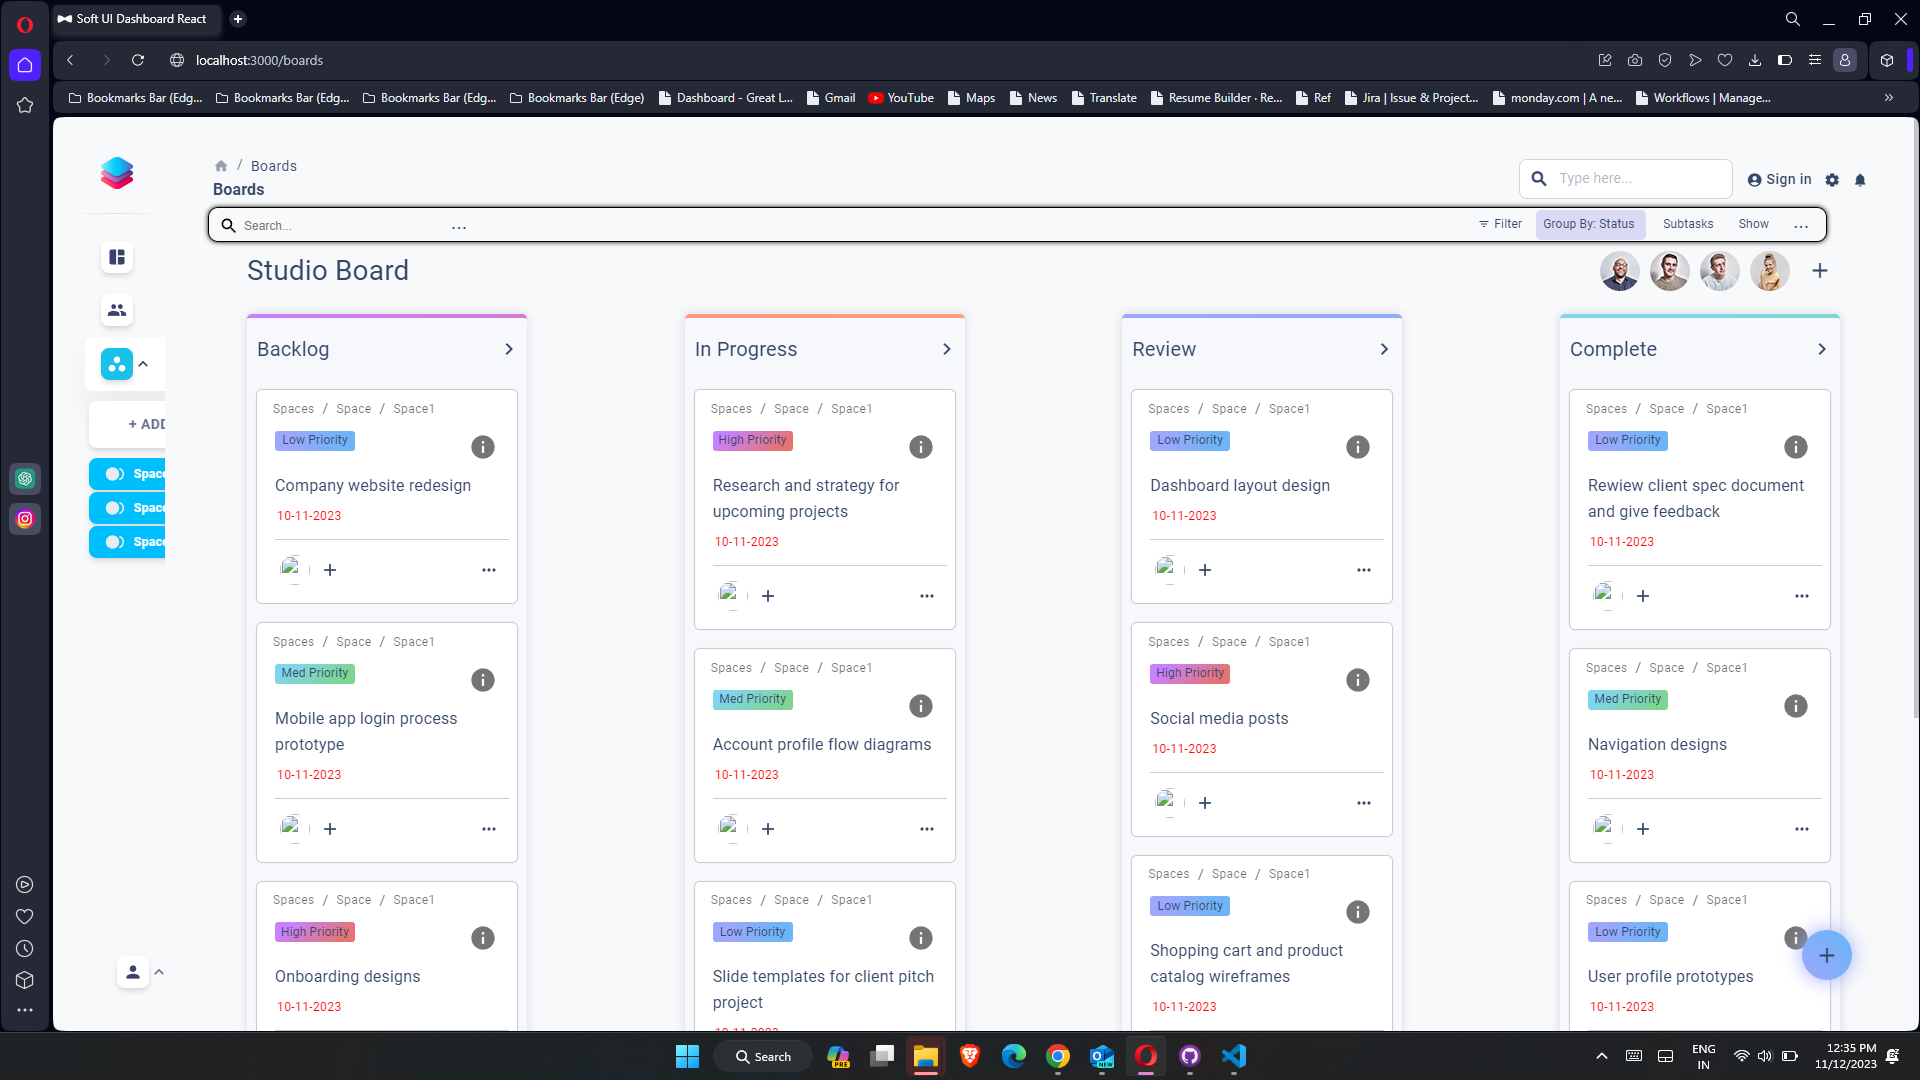 Soft UI Dashboard React
localhost:3000/boards
Bookmarks Bar (Edg...
Bookmarks Bar (Edg...
Bookmarks Bar (Edg...
Bookmarks Bar (Edge)
Dashboard - Great L...
Gmail
YouTube
Maps
News
Translate
Resume Builder · Re...
Ref
Jira | Issue & Project...
monday.com | A ne...
Workflows | Manage...
/ Boards
Boards
Type here...
Sign in
Search...
...
Filter
Group By: Status
Subtasks
Show
...
Studio Board
+ ADD
Space
Space
Space
Backlog
Spaces / Space / Space1
Low Priority
Company website redesign
10-11-2023
Spaces / Space / Space1
Med Priority
Mobile app login process
prototype
10-11-2023
Spaces / Space / Space1
High Priority
Onboarding designs
10-11-2023
In Progress
Spaces / Space / Space1
High Priority
Research and strategy for
upcoming projects
10-11-2023
Spaces / Space / Space1
Med Priority
Account profile flow diagrams
10-11-2023
Spaces / Space / Space1
Low Priority
Slide templates for client pitch
project
10-11-2023
Review
Spaces / Space / Space1
Low Priority
Dashboard layout design
10-11-2023
Spaces / Space / Space1
High Priority
Social media posts
10-11-2023
Spaces / Space / Space1
Low Priority
Shopping cart and product
catalog wireframes
10-11-2023
Complete
Spaces / Space / Space1
Low Priority
Rewiew client spec document
and give feedback
10-11-2023
Spaces / Space / Space1
Med Priority
Navigation designs
10-11-2023
Spaces / Space / Space1
Low Priority
User profile prototypes
10-11-2023
Search
PRE
NEW
ENG
IN
12:35 PM
11/12/2023